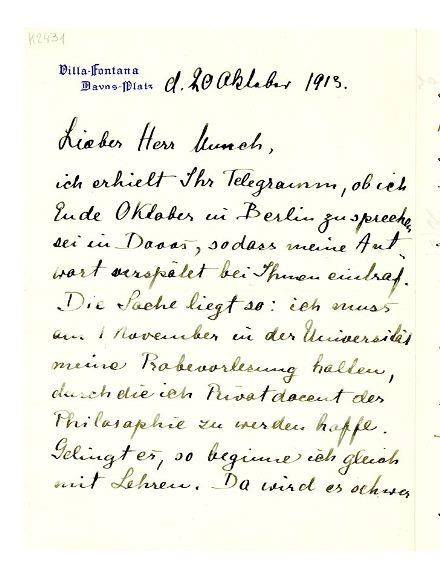 K2431
Villa-Fontana
Davos-Platz d. 20 Oktober 1913.
Lieber Herr Munch,
ich erhielt Ihr Telegramm, ob ich
Ende Oktober in Berlin zu sprechen
sei in Davos, sodass meine Ant-
wort verspätet bei Ihnen eintraf.
Die Sache liegt so: ich muss
am 1 November in der Universität
meine Probevorlesung halten,
durch die ich Privatdocent der
Philosophie zu werden hoffe.
Gelingt es, so beginne ich gleich
mit Lehren. Da wird es schwer